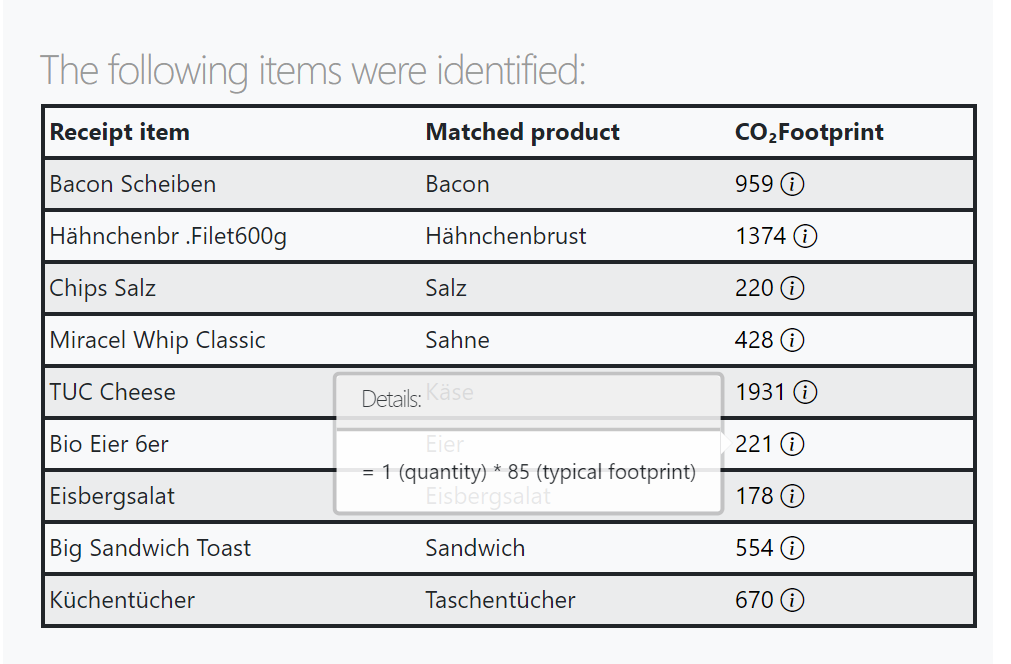 The following items were identified:
Receipt item Matched product CO₂Footprint
Bacon Scheiben Bacon 959 i
Hähnchenbr .Filet600g Hähnchenbrust 1374 i
Chips Salz Salz 220 i
Miracel Whip Classic Sahne 428 i
TUC Cheese Käse 1931 i
Details:
Bio Eier 6er Eier 221 i
= 1 (quantity) * 85 (typical footprint)
Eisbergsalat Eisbergsalat 178 i
Big Sandwich Toast Sandwich 554 i
Küchentücher Taschentücher 670 i